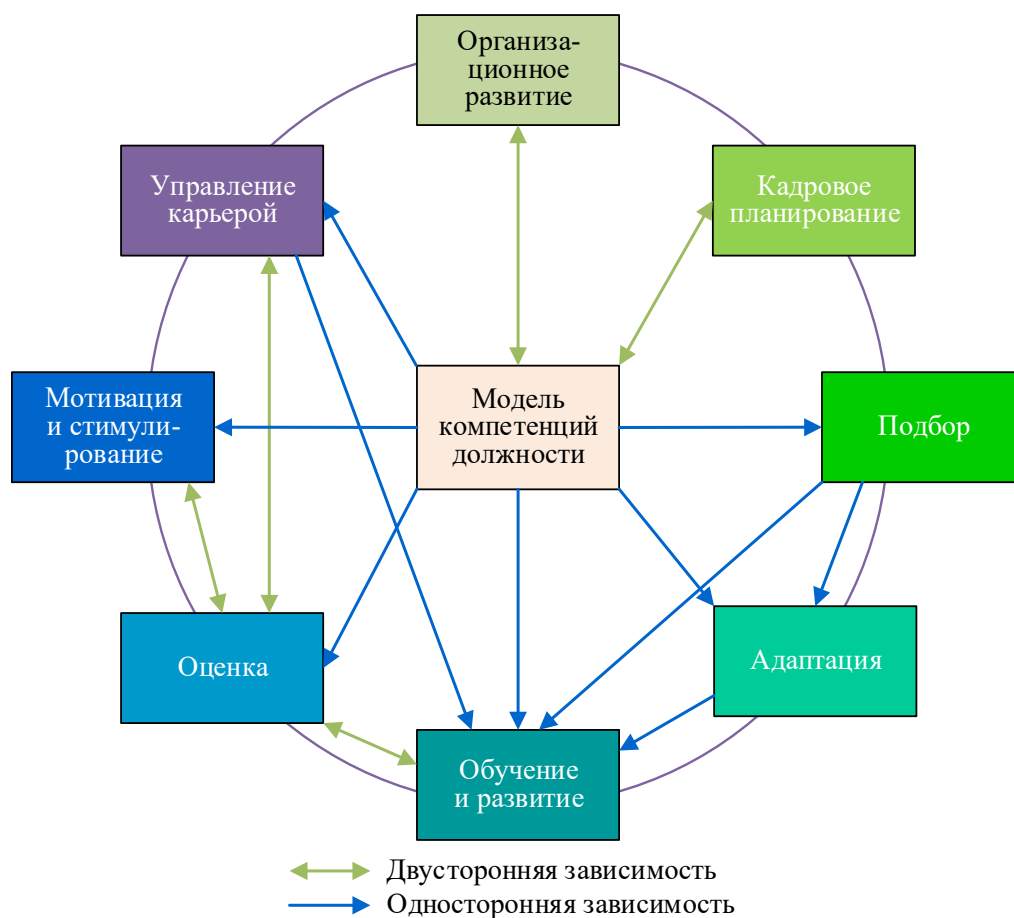 Организа-
ционное
развитие
Управление
карьерой
Кадровое
планирование
Мотивация
и стимули-
рование
Модель
компетенций
должности
Подбор
Оценка
Адаптация
Обучение
и развитие
Двусторонняя зависимость
Односторонняя зависимость